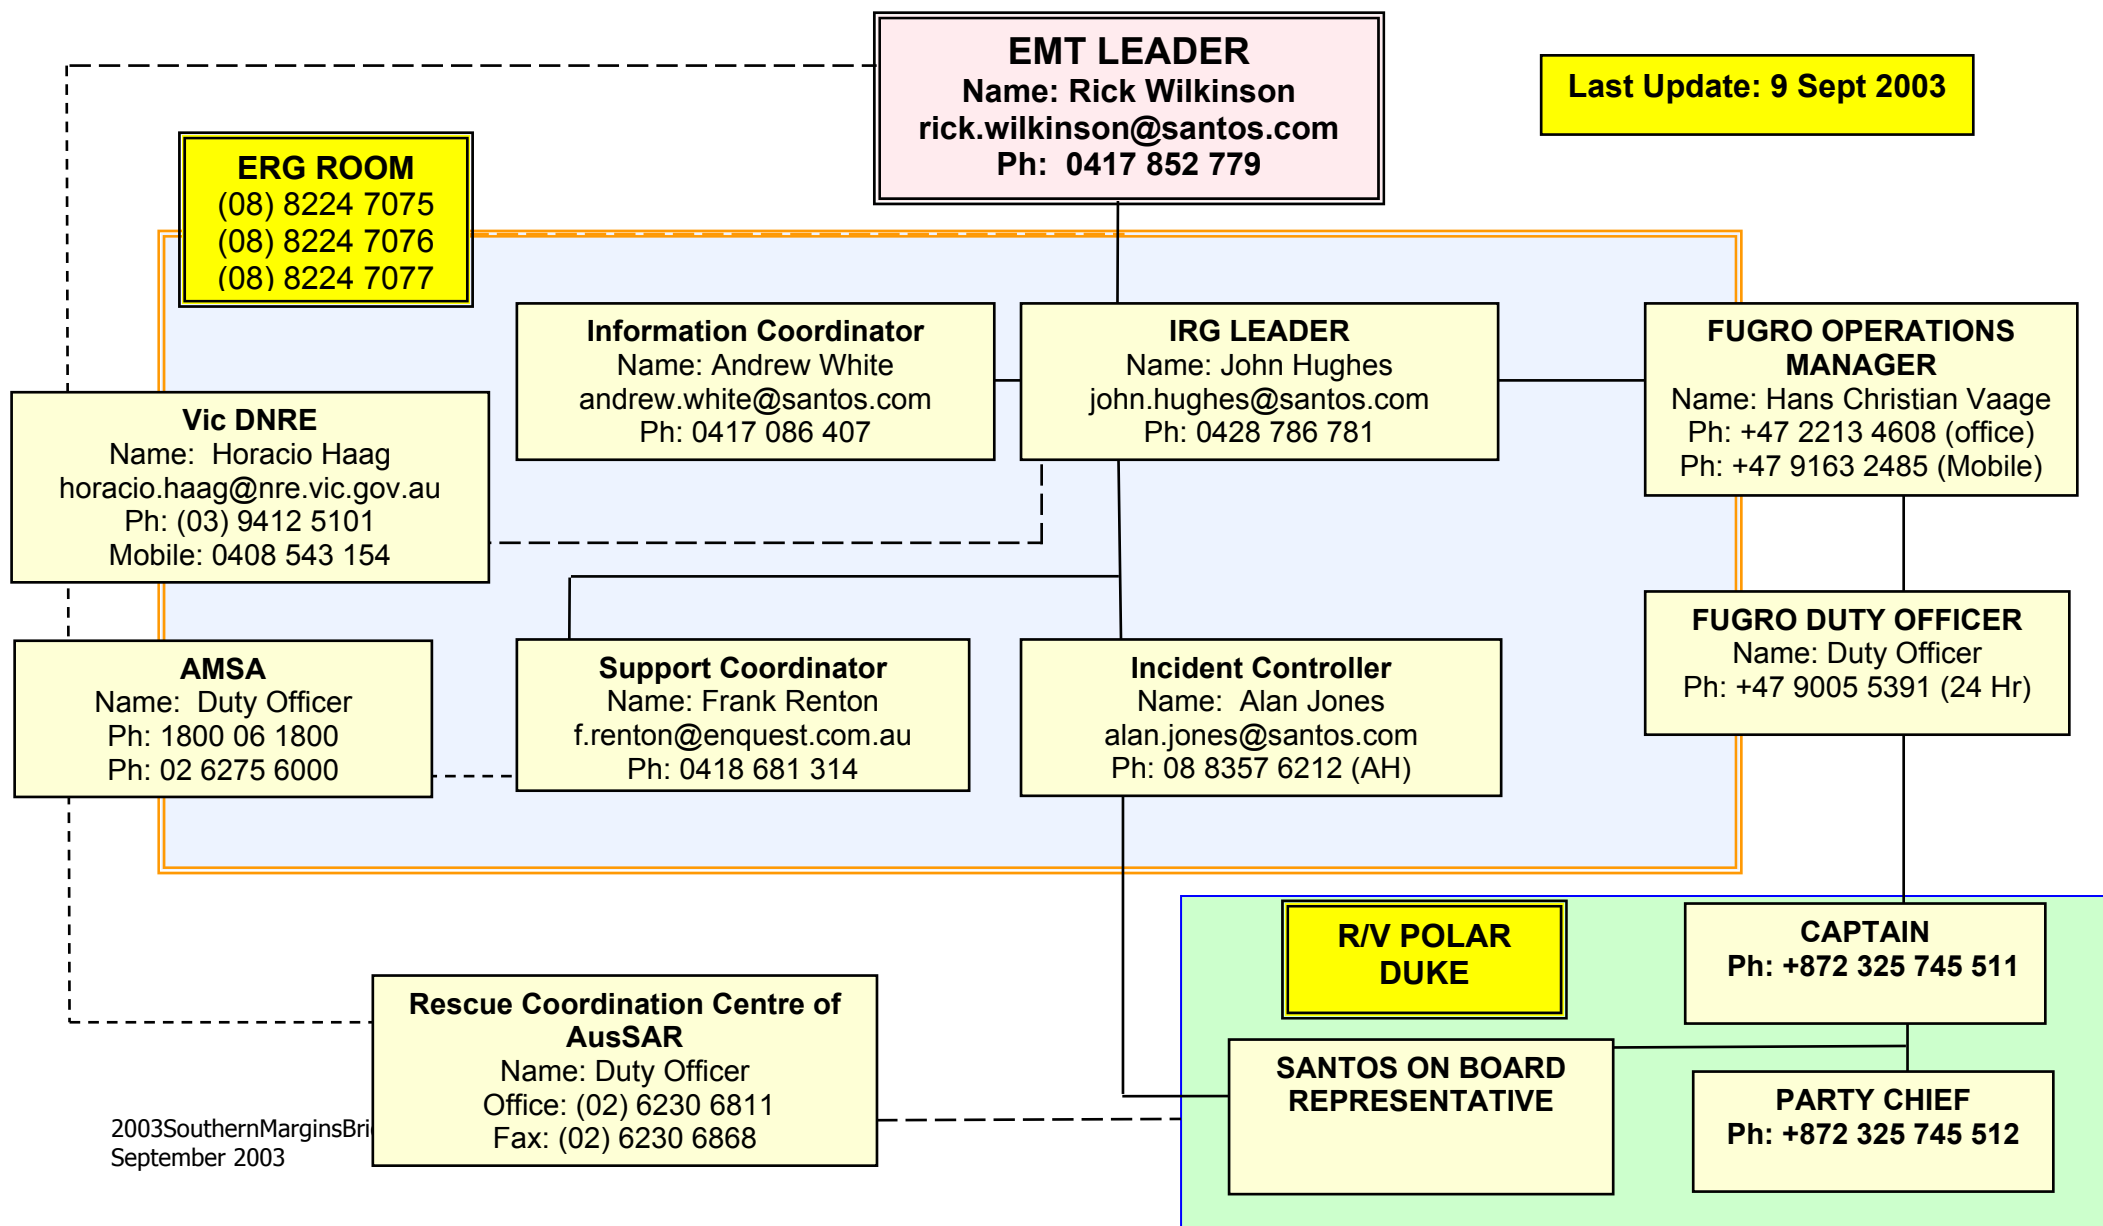 EMT LEADER
Name: Rick Wilkinson
rick.wilkinson@santos.com
Ph: 0417 852 779
Last Update: 9 Sept 2003
ERG ROOM
(08) 8224 7075
(08) 8224 7076
(08) 8224 7077
Information Coordinator
Name: Andrew White
andrew.white@santos.com
Ph: 0417 086 407
IRG LEADER
Name: John Hughes
john.hughes@santos.com
Ph: 0428 786 781
FUGRO OPERATIONS
MANAGER
Name: Hans Christian Vaage
Ph: +47 2213 4608 (office)
Ph: +47 9163 2485 (Mobile)
Vic DNRE
Name: Horacio Haag
horacio.haag@nre.vic.gov.au
Ph: (03) 9412 5101
Mobile: 0408 543 154
FUGRO DUTY OFFICER
Name: Duty Officer
Ph: +47 9005 5391 (24 Hr)
AMSA
Name: Duty Officer
Ph: 1800 06 1800
Ph: 02 6275 6000
Support Coordinator
Name: Frank Renton
f.renton@enquest.com.au
Ph: 0418 681 314
Incident Controller
Name: Alan Jones
alan.jones@santos.com
Ph: 08 8357 6212 (AH)
R/V POLAR
DUKE
CAPTAIN
Ph: +872 325 745 511
Rescue Coordination Centre of
AusSAR
Name: Duty Officer
Office: (02) 6230 6811
Fax: (02) 6230 6868
SANTOS ON BOARD
REPRESENTATIVE
PARTY CHIEF
Ph: +872 325 745 512
September 2003